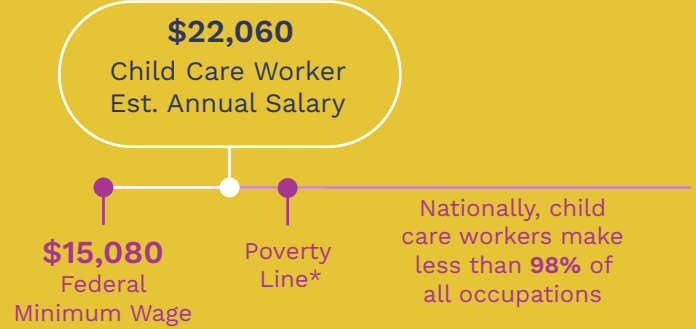 $22,060
Child Care Worker
Est. Annual Salary
$15,080
Federal
Minimum Wage
Poverty
Line*
Nationally, child
care workers make
less than 98% of
all occupations